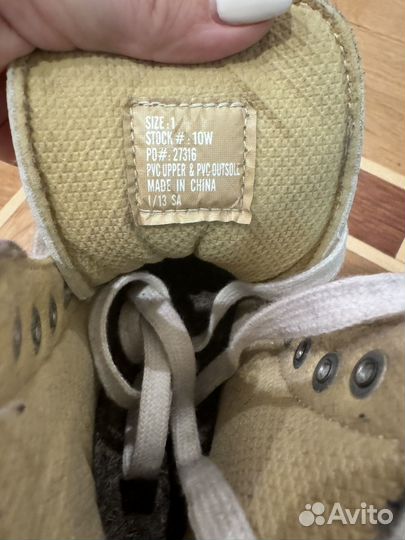 SIZE: 1
STOCK #: 10W
PO#: 27316
PVC UPPER & PVC OUTSOLE
MADE IN CHINA
1/13 SA
Avito